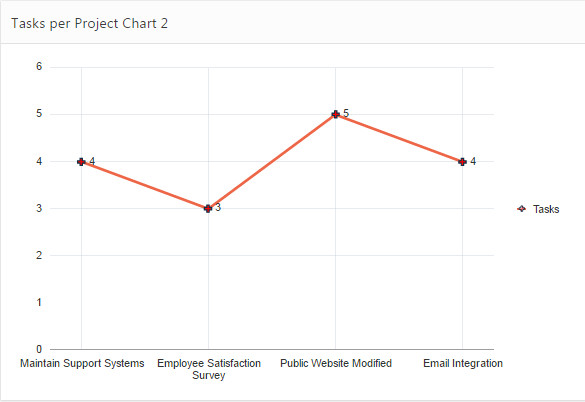 Tasks per Project Chart 2
6
5
4
3
2
1
0
4
3
5
4
Tasks
Maintain Support Systems
Employee Satisfaction
Survey
Public Website Modified
Email Integration